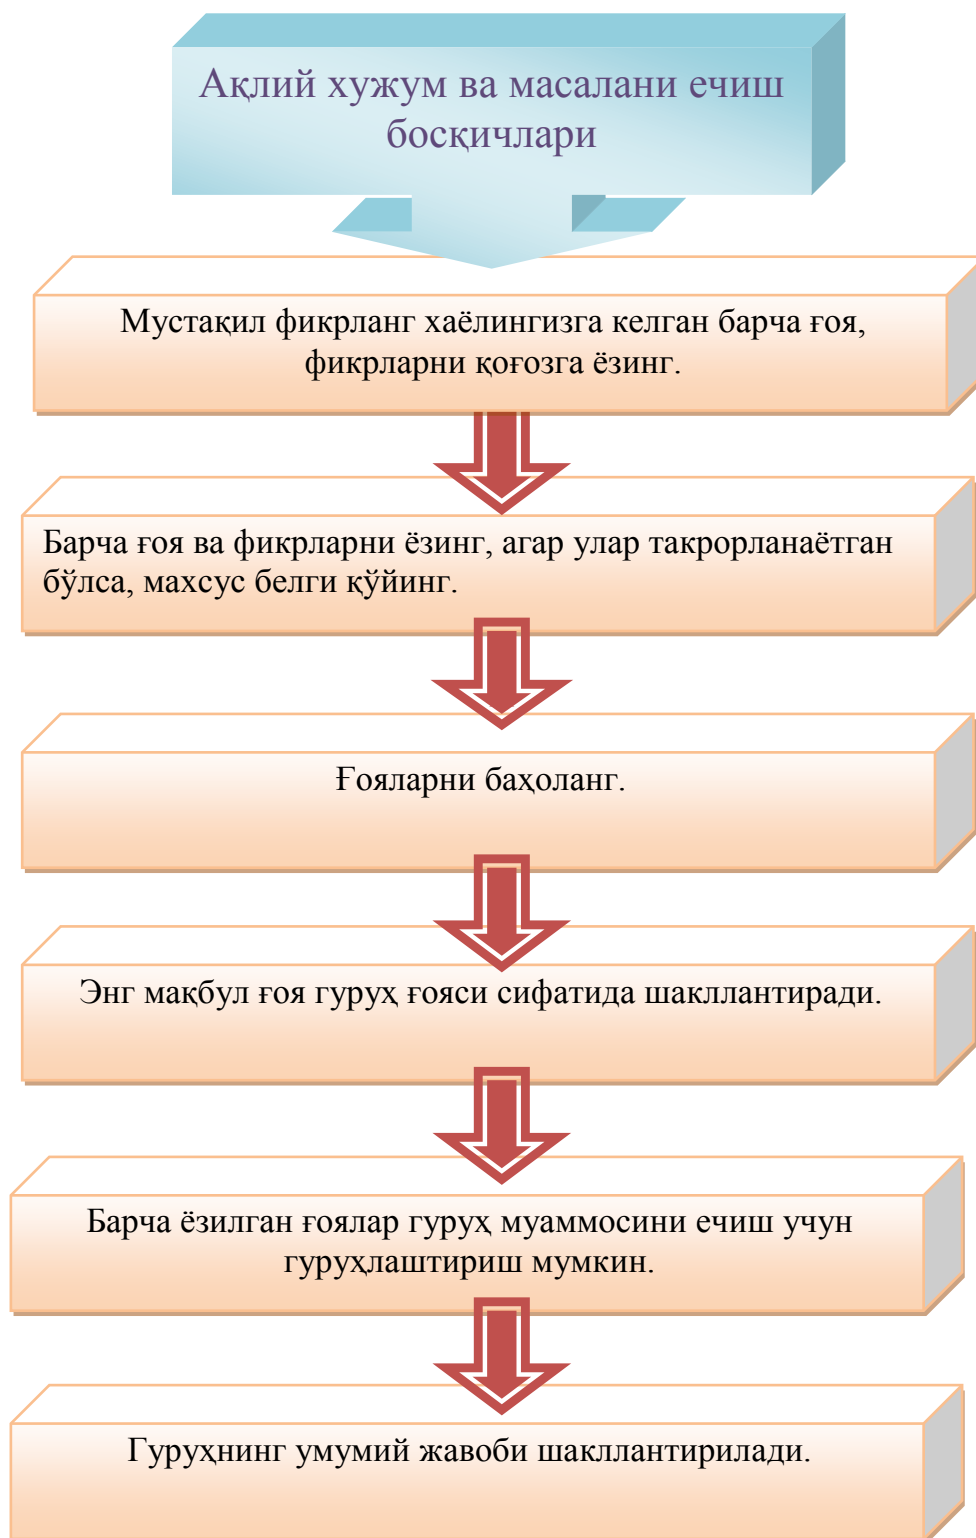 Ақлий хужум ва масалани ечиш
босқичлари
Мустақил фикрланг хаёлингизга келган барча ғоя,
фикрларни қоғозга ёзинг.
Барча ғоя ва фикрларни ёзинг, агар улар такрорланаётган
бўлса, махсус белги қўйинг.
Ғояларни баҳоланг.
Энг мақбул ғоя гуруҳ ғояси сифатида шакллантиради.
Барча ёзилган ғоялар гуруҳ муаммосини ечиш учун
гуруҳлаштириш мумкин.
Гуруҳнинг умумий жавоби шакллантирилади.